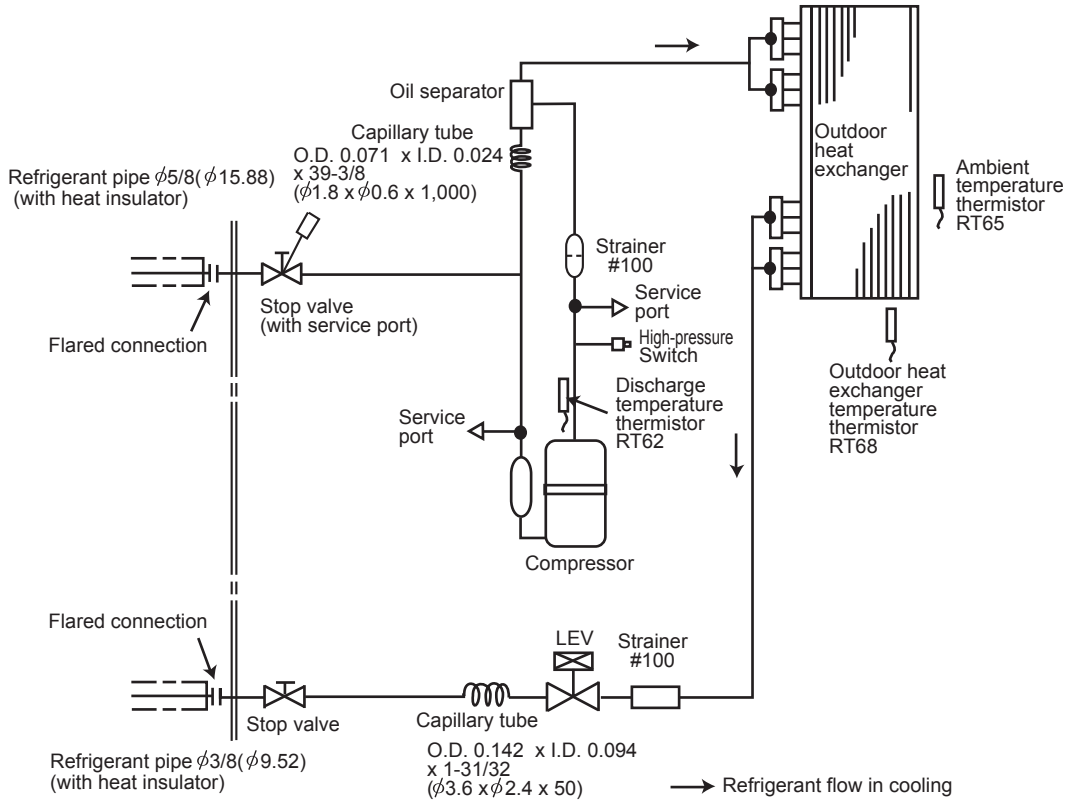 Oil separator
Capillary tube
O.D. 0.071 x I.D. 0.024
x 39-3/8
(ϕ1.8 x ϕ0.6 x 1,000)
Refrigerant pipe ϕ5/8(ϕ15.88)
(with heat insulator)
Outdoor
heat
exchanger
Ambient
temperature
thermistor
RT65
Strainer
#100
Stop valve
(with service port)
Service
port
Flared connection
High-pressure
Switch
Outdoor heat
exchanger
temperature
thermistor
RT68
Discharge
temperature
thermistor
RT62
Service
port
Compressor
Flared connection
LEV
Strainer
#100
Stop valve
Capillary tube
O.D. 0.142 x I.D. 0.094
x 1-31/32
(ϕ3.6 xϕ2.4 x 50)
Refrigerant pipe ϕ3/8(ϕ9.52)
(with heat insulator)
Refrigerant flow in cooling